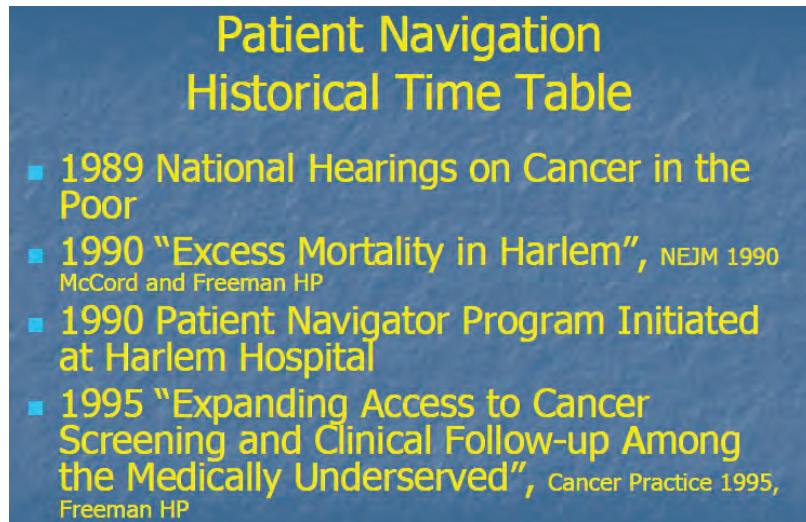 Patient Navigation
Historical Time Table
1989 National Hearings on Cancer in the
Poor
1990 “Excess Mortality in Harlem”, NEJM 1990
McCord and Freeman HP
1990 Patient Navigator Program Initiated
at Harlem Hospital
1995 “Expanding Access to Cancer
Screening and Clinical Follow-up Among
the Medically Underserved”, Cancer Practice 1995,
Freeman HP